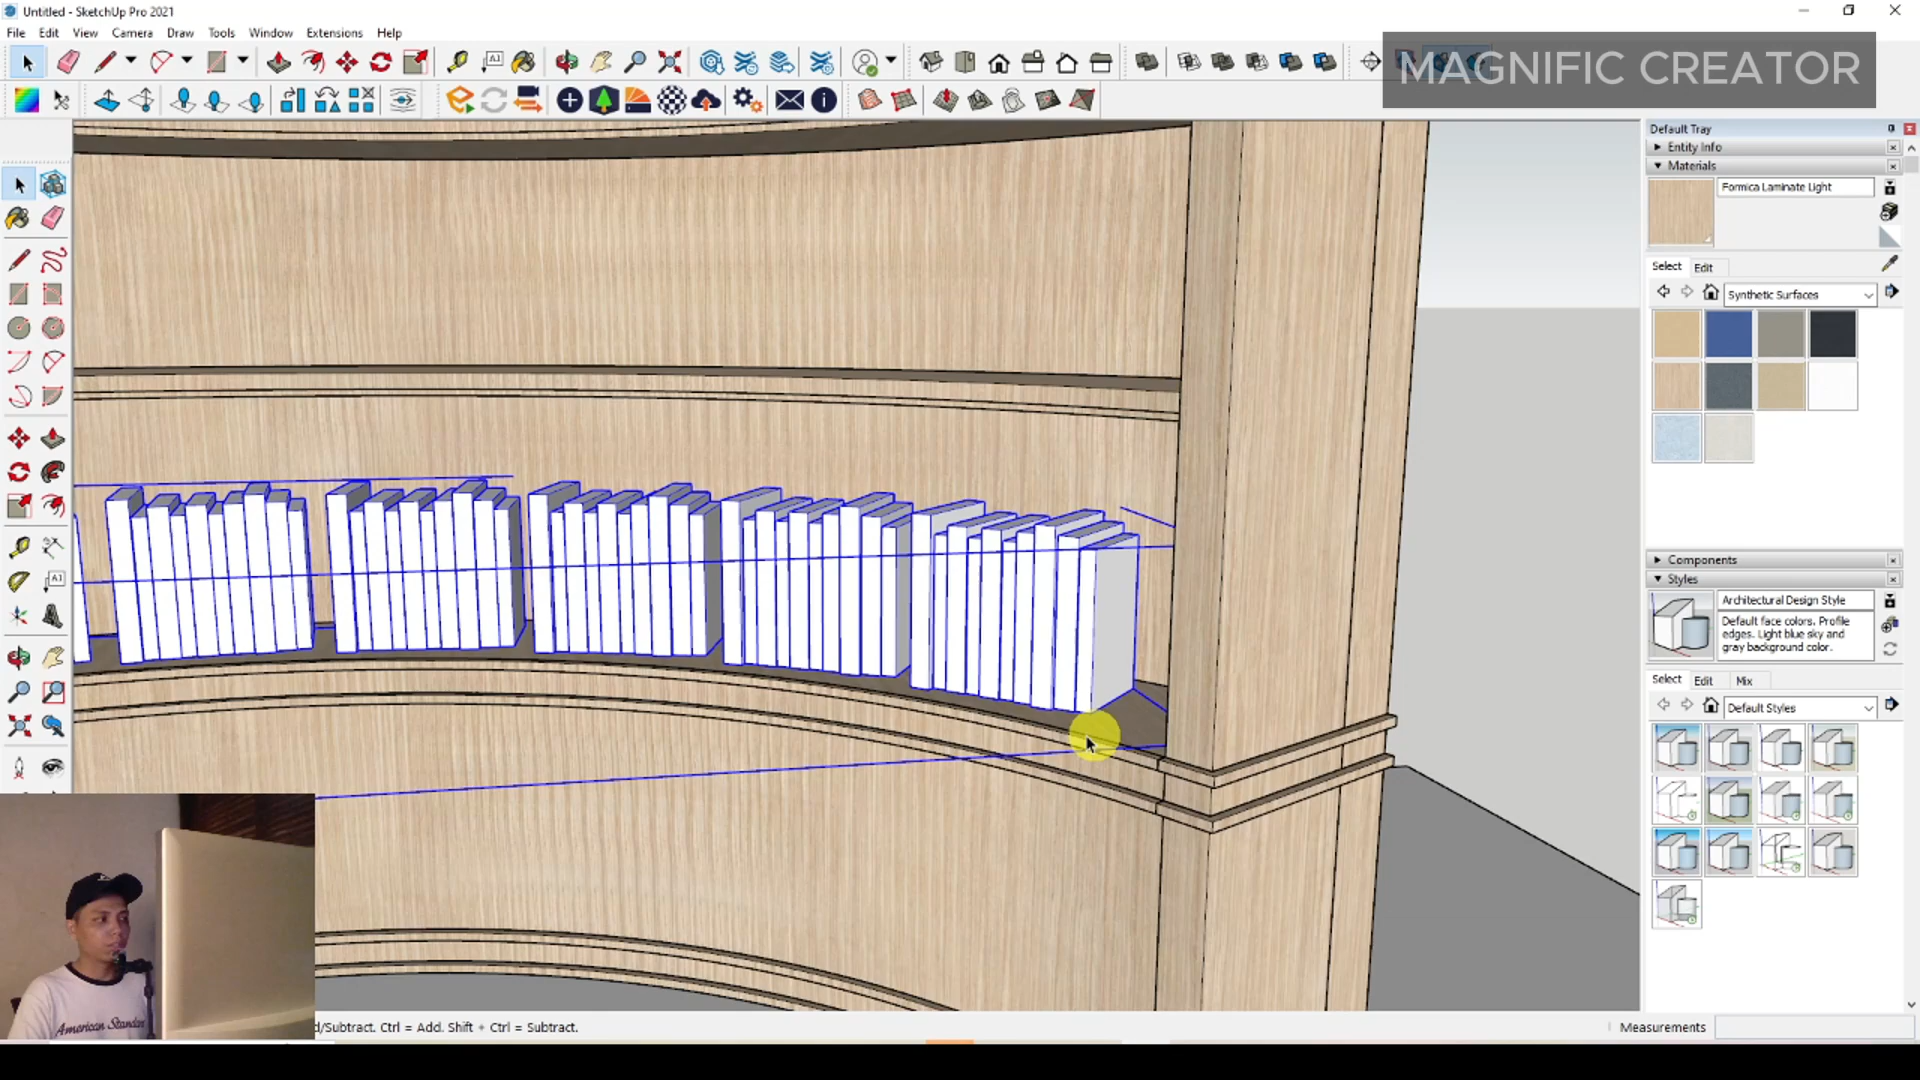 Untitled - SketchUp Pro 2021
File Edit View Camera Draw Tools Window Extensions Help
MAGNIFIC CREATOR
Default Tray
Entity Info
Materials
Formica Laminate Light
Select Edit
Synthetic Surfaces
Components
Styles
Architectural Design Style
Default face colors. Profile
edges. Light blue sky and
gray background color.
Select Edit Mix
Default Styles
American Standar
d/Subtract. Ctrl = Add. Shift + Ctrl = Subtract.
Measurements